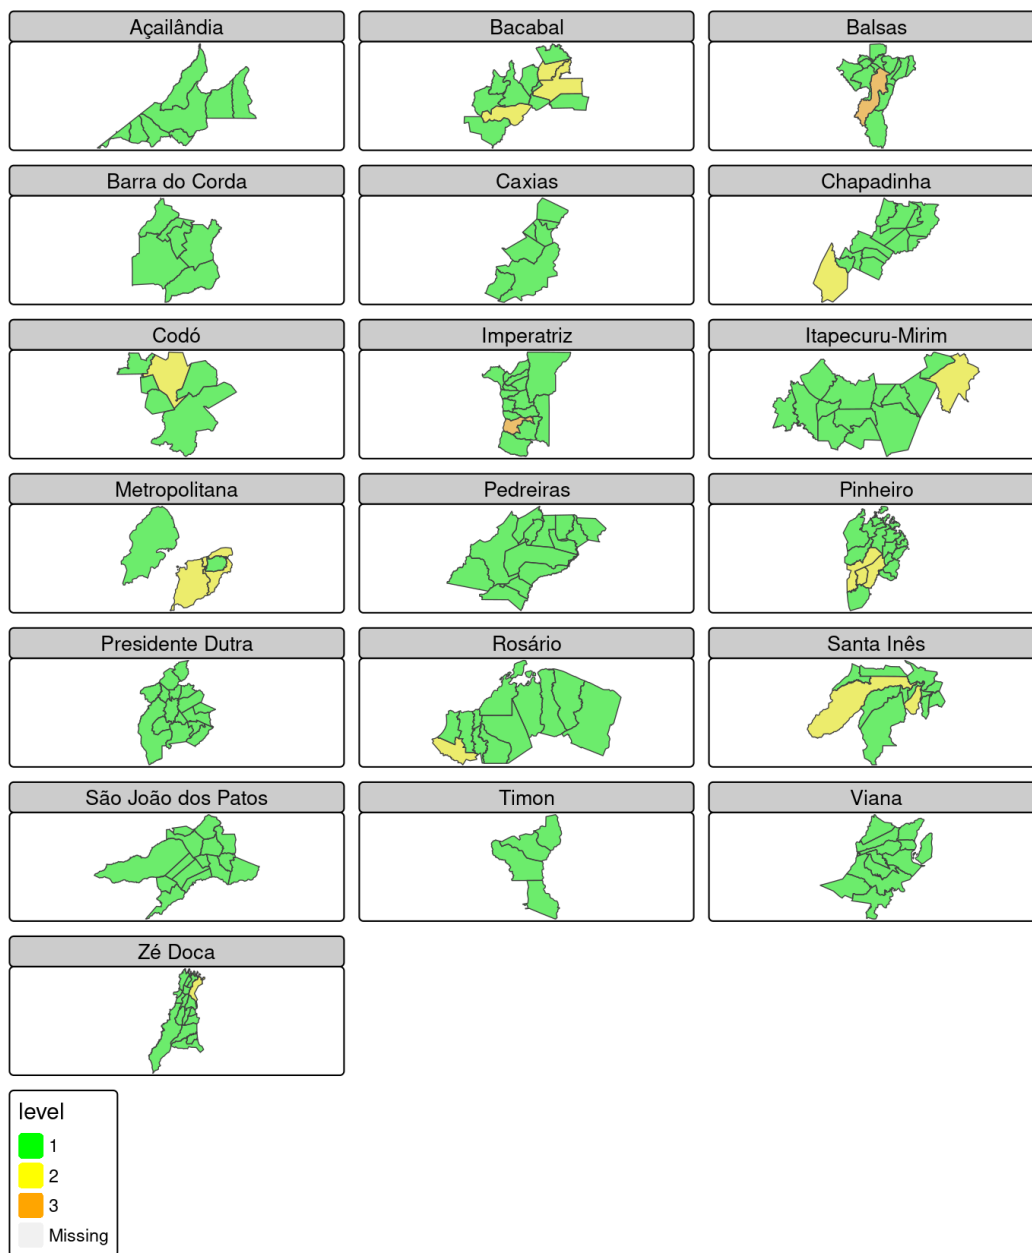 Açailândia
Bacabal
Balsas
Barra do Corda
Caxias
Chapadinha
Codó
Imperatriz
Itapecuru-Mirim
Metropolitana
Pedreiras
Pinheiro
Presidente Dutra
Rosário
Santa Inês
São João dos Patos
Timon
Viana
Zé Doca
level
1
2
3
Missing